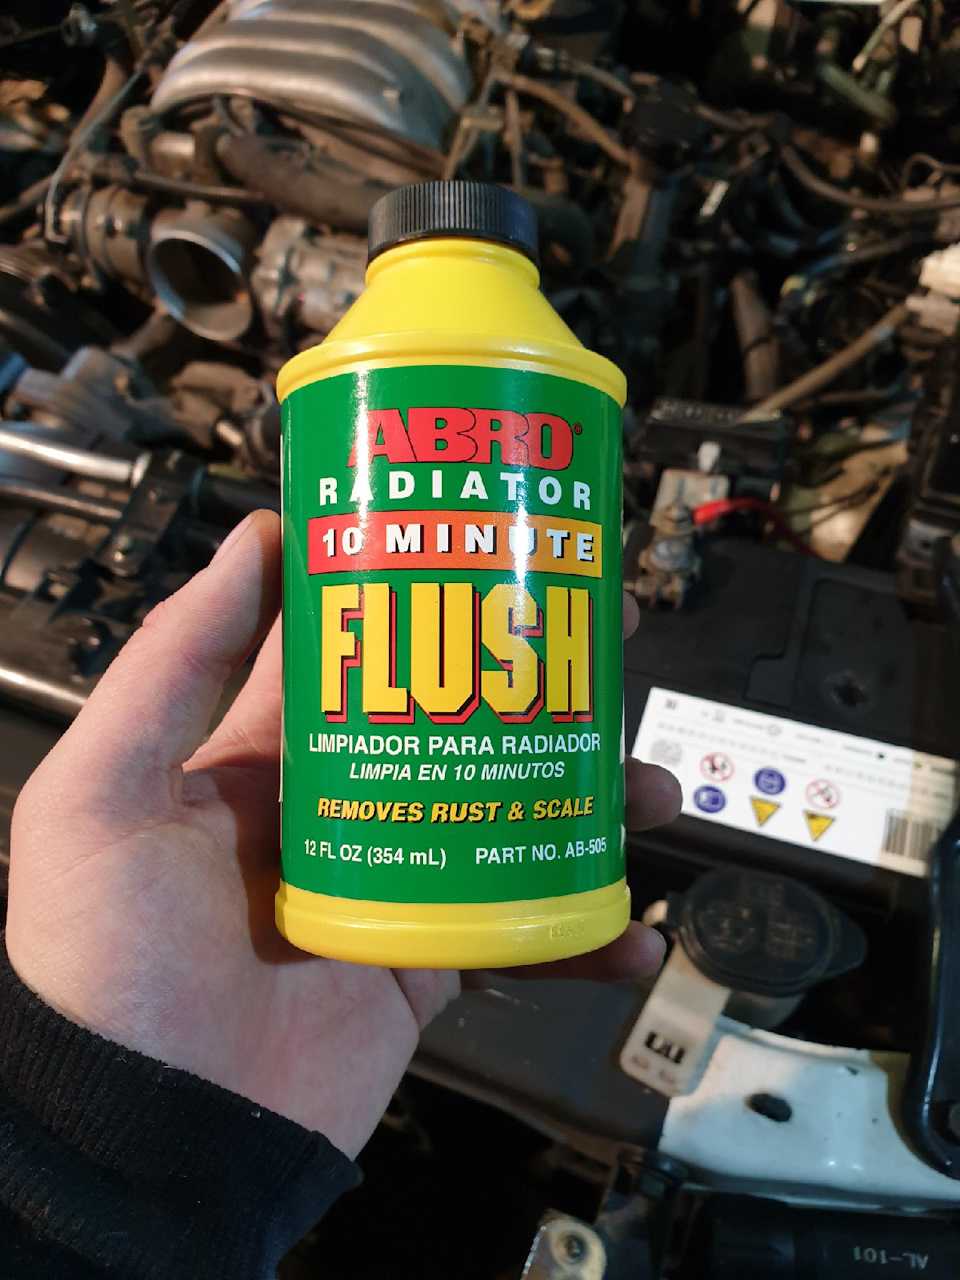 ABRO®
RADIATOR
10 MINUTE
FLUSH
LIMPIADOR PARA RADIADOR
LIMPIA EN 10 MINUTOS
REMOVES RUST & SCALE
12 FL OZ (354 mL) PART NO. AB-505
AL-101